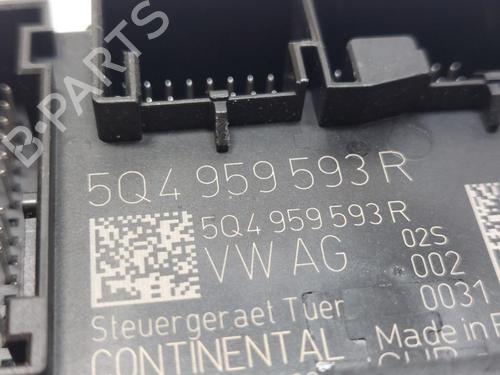 B-PARTS
5Q4 959 593 R
5Q4 959 593 R
VW AG
02S
002
0031
Steuergeraet Tuer
CONTINENTAL
Made in